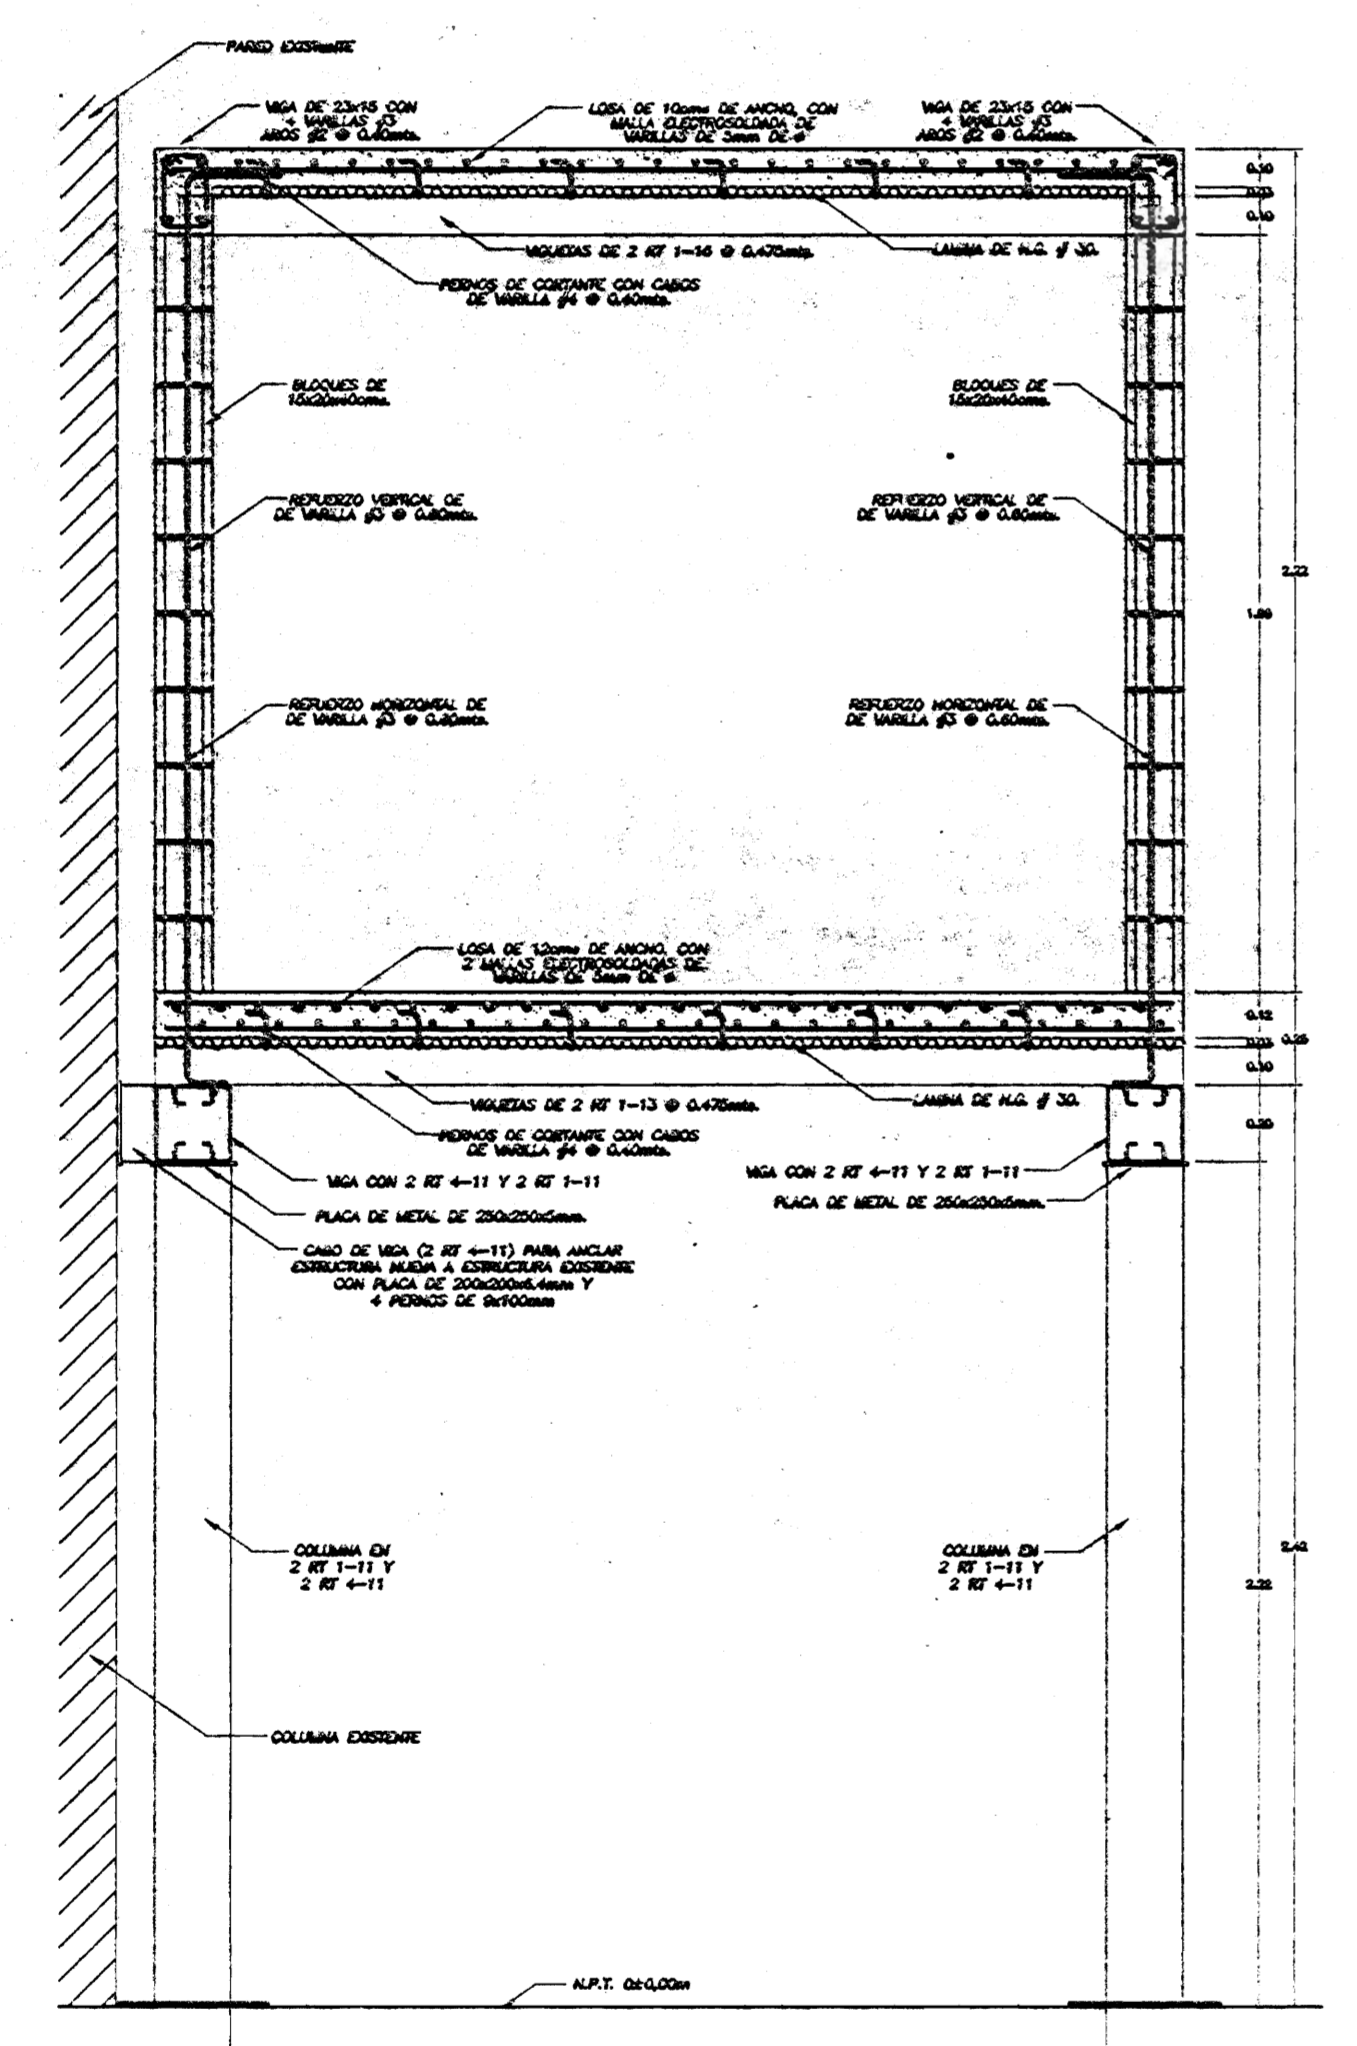 PARED EXISTENTE
VIGA DE 23x15 CON
4 VARILLAS #3
AROS #2 @ 0.40mts.
LOSA DE 10cms DE ANCHO, CON
MALLA ELECTROSOLDADA DE
VARILLAS DE 5mm DE ø
VIGA DE 23x15 CON
4 VARILLAS #3
AROS #2 @ 0.40mts.
0.10
0.10
VIGUETAS DE 2 RT 1-16 @ 0.475mts.
LAMINA DE H.G. # 30.
PERNOS DE CORTANTE CON CABOS
DE VARILLA #4 @ 0.40mts.
BLOQUES DE
15x20x40cms.
BLOQUES DE
15x20x40cms.
REFUERZO VERTICAL DE
DE VARILLA #3 @ 0.80mts.
REFUERZO VERTICAL DE
DE VARILLA #3 @ 0.80mts.
2.22
REFUERZO HORIZONTAL DE
DE VARILLA #3 @
REFUERZO HORIZONTAL DE
DE VARILLA #3 @ 0.60mts.
LOSA DE 12cms DE ANCHO, CON
2 MALLAS ELECTROSOLDADAS DE
VARILLAS DE 5mm DE ø
0.12
0.10
VIGUETAS DE 2 RT 1-13 @ 0.475mts.
LAMINA DE H.G. # 30.
PERNOS DE CORTANTE CON CABOS
DE VARILLA #4 @ 0.40mts.
0.20
VIGA CON 2 RT 4-11 Y 2 RT 1-11
VIGA CON 2 RT 4-11 Y 2 RT 1-11
PLACA DE METAL DE 250x250x5mm.
PLACA DE METAL DE 250x250x5mm.
CABO DE VIGA (2 RT 4-11) PARA ANCLAR
ESTRUCTURA NUEVA A ESTRUCTURA EXISTENTE
CON PLACA DE 200x200x6.4mm Y
4 PERNOS DE 9x100mm
COLUMNA EN
2 RT 1-11 Y
2 RT 4-11
COLUMNA EN
2 RT 1-11 Y
2 RT 4-11
2.42
2.22
COLUMNA EXISTENTE
N.P.T. 0±0,00m